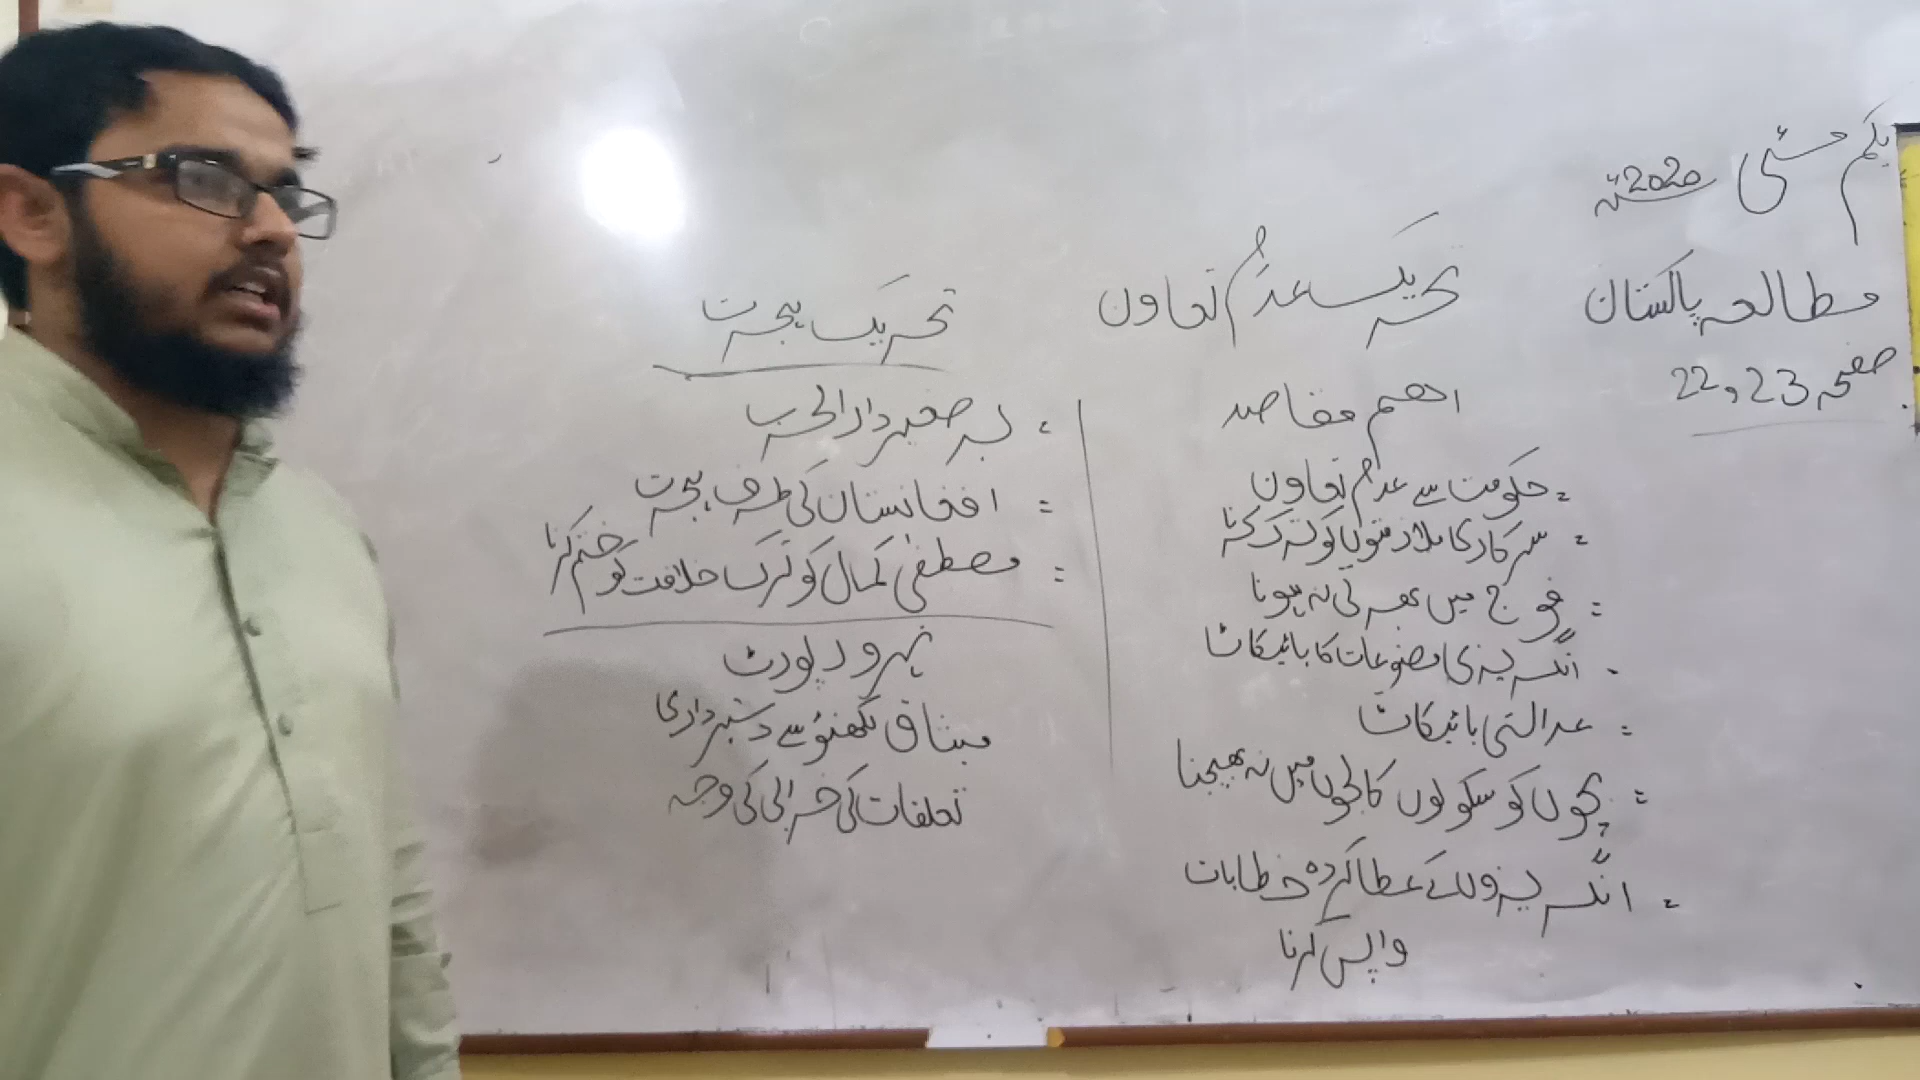 یکم مئی 2020ء
مطالعہ پاکستان
صفحہ 22,23
تحریک عدم تعاون
اہم مقاصد
حکومت سے عدم تعاون
سرکاری ملازمتوں کو ترک کرنا
فوج میں بھرتی نہ ہونا
انگریزی مصنوعات کا بائیکاٹ
عدالتی بائیکاٹ
بچوں کو سکولوں کالجوں میں نہ بھیجنا
انگریزوں کے عطا کردہ خطابات
واپس کرنا
تحریک ہجرت
برصغیر دارالحرب
افغانستان کی طرف ہجرت
مصطفیٰ کمال کو ترک خلافت کو ختم کرنا
نہرو رپورٹ
میثاق لکھنؤ سے دستبرداری
تعلقات کی خرابی کی وجہ